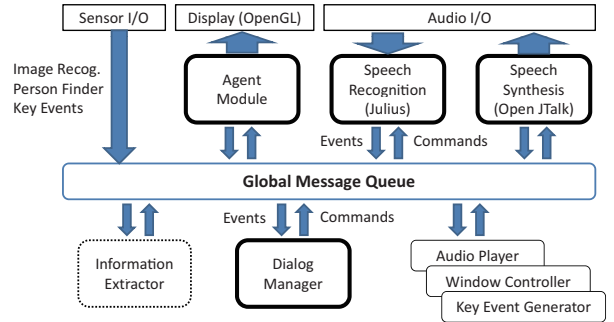 Sensor I/O
Display (OpenGL)
Audio I/O
Image Recog.
Person Finder
Key Events
Agent
Module
Speech
Recognition
(Julius)
Speech
Synthesis
(Open JTalk)
Events
Commands
Global Message Queue
Events
Commands
Information
Extractor
Dialog
Manager
Audio Player
Window Controller
Key Event Generator